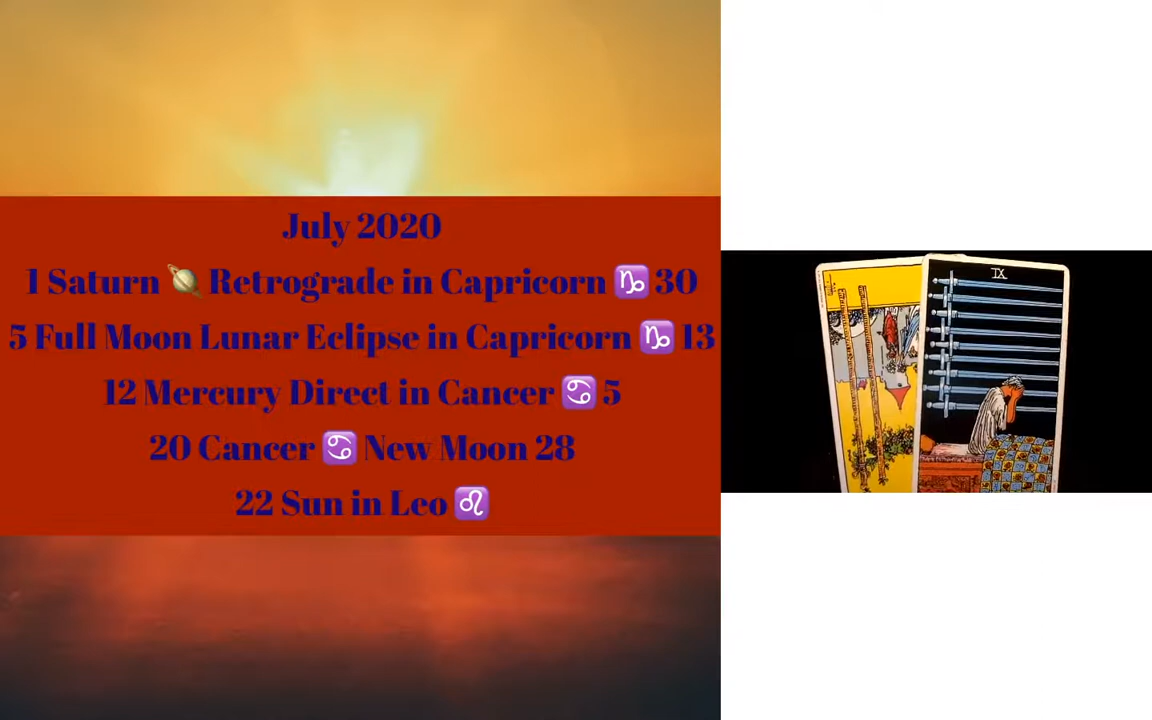 July 2020
1 Saturn 🪐 Retrograde in Capricorn ♑ 30
5 Full Moon Lunar Eclipse in Capricorn ♑ 13
12 Mercury Direct in Cancer ♋ 5
20 Cancer ♋ New Moon 28
22 Sun in Leo ♌
IX